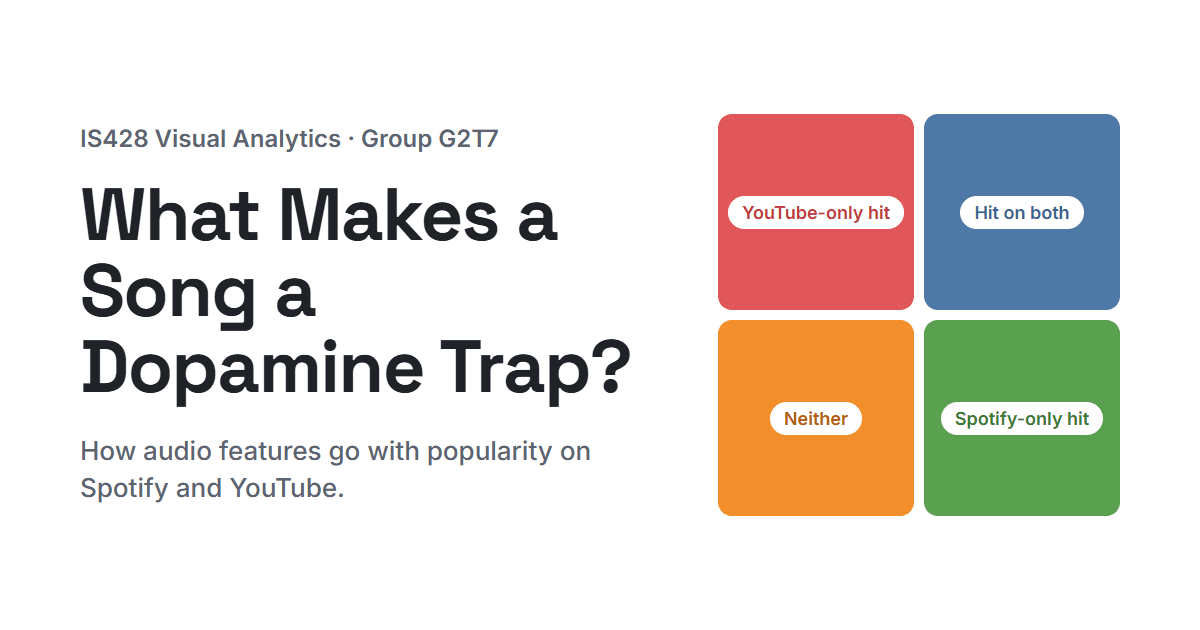 IS428 Visual Analytics · Group G2T7
What Makes a
Song a
Dopamine Trap?
How audio features go with popularity on
Spotify and YouTube.
YouTube-only hit
Hit on both
Neither
Spotify-only hit